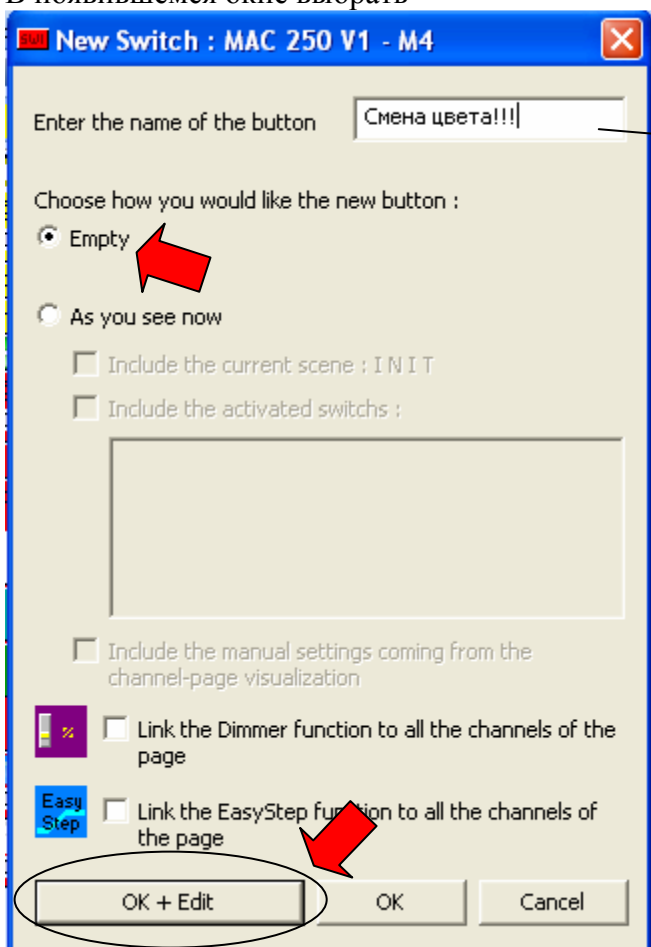 В появившемся окне выбрать
SWI New Switch : MAC 250 V1 - M4
Enter the name of the button Смена цвета!!!
Choose how you would like the new button :
Empty
As you see now
Include the current scene : I N I T
Include the activated switchs :
Include the manual settings coming from the
channel-page visualization
% Link the Dimmer function to all the channels of the
page
Easy
Step
Link the EasyStep function to all the channels of
the page
OK + Edit OK Cancel